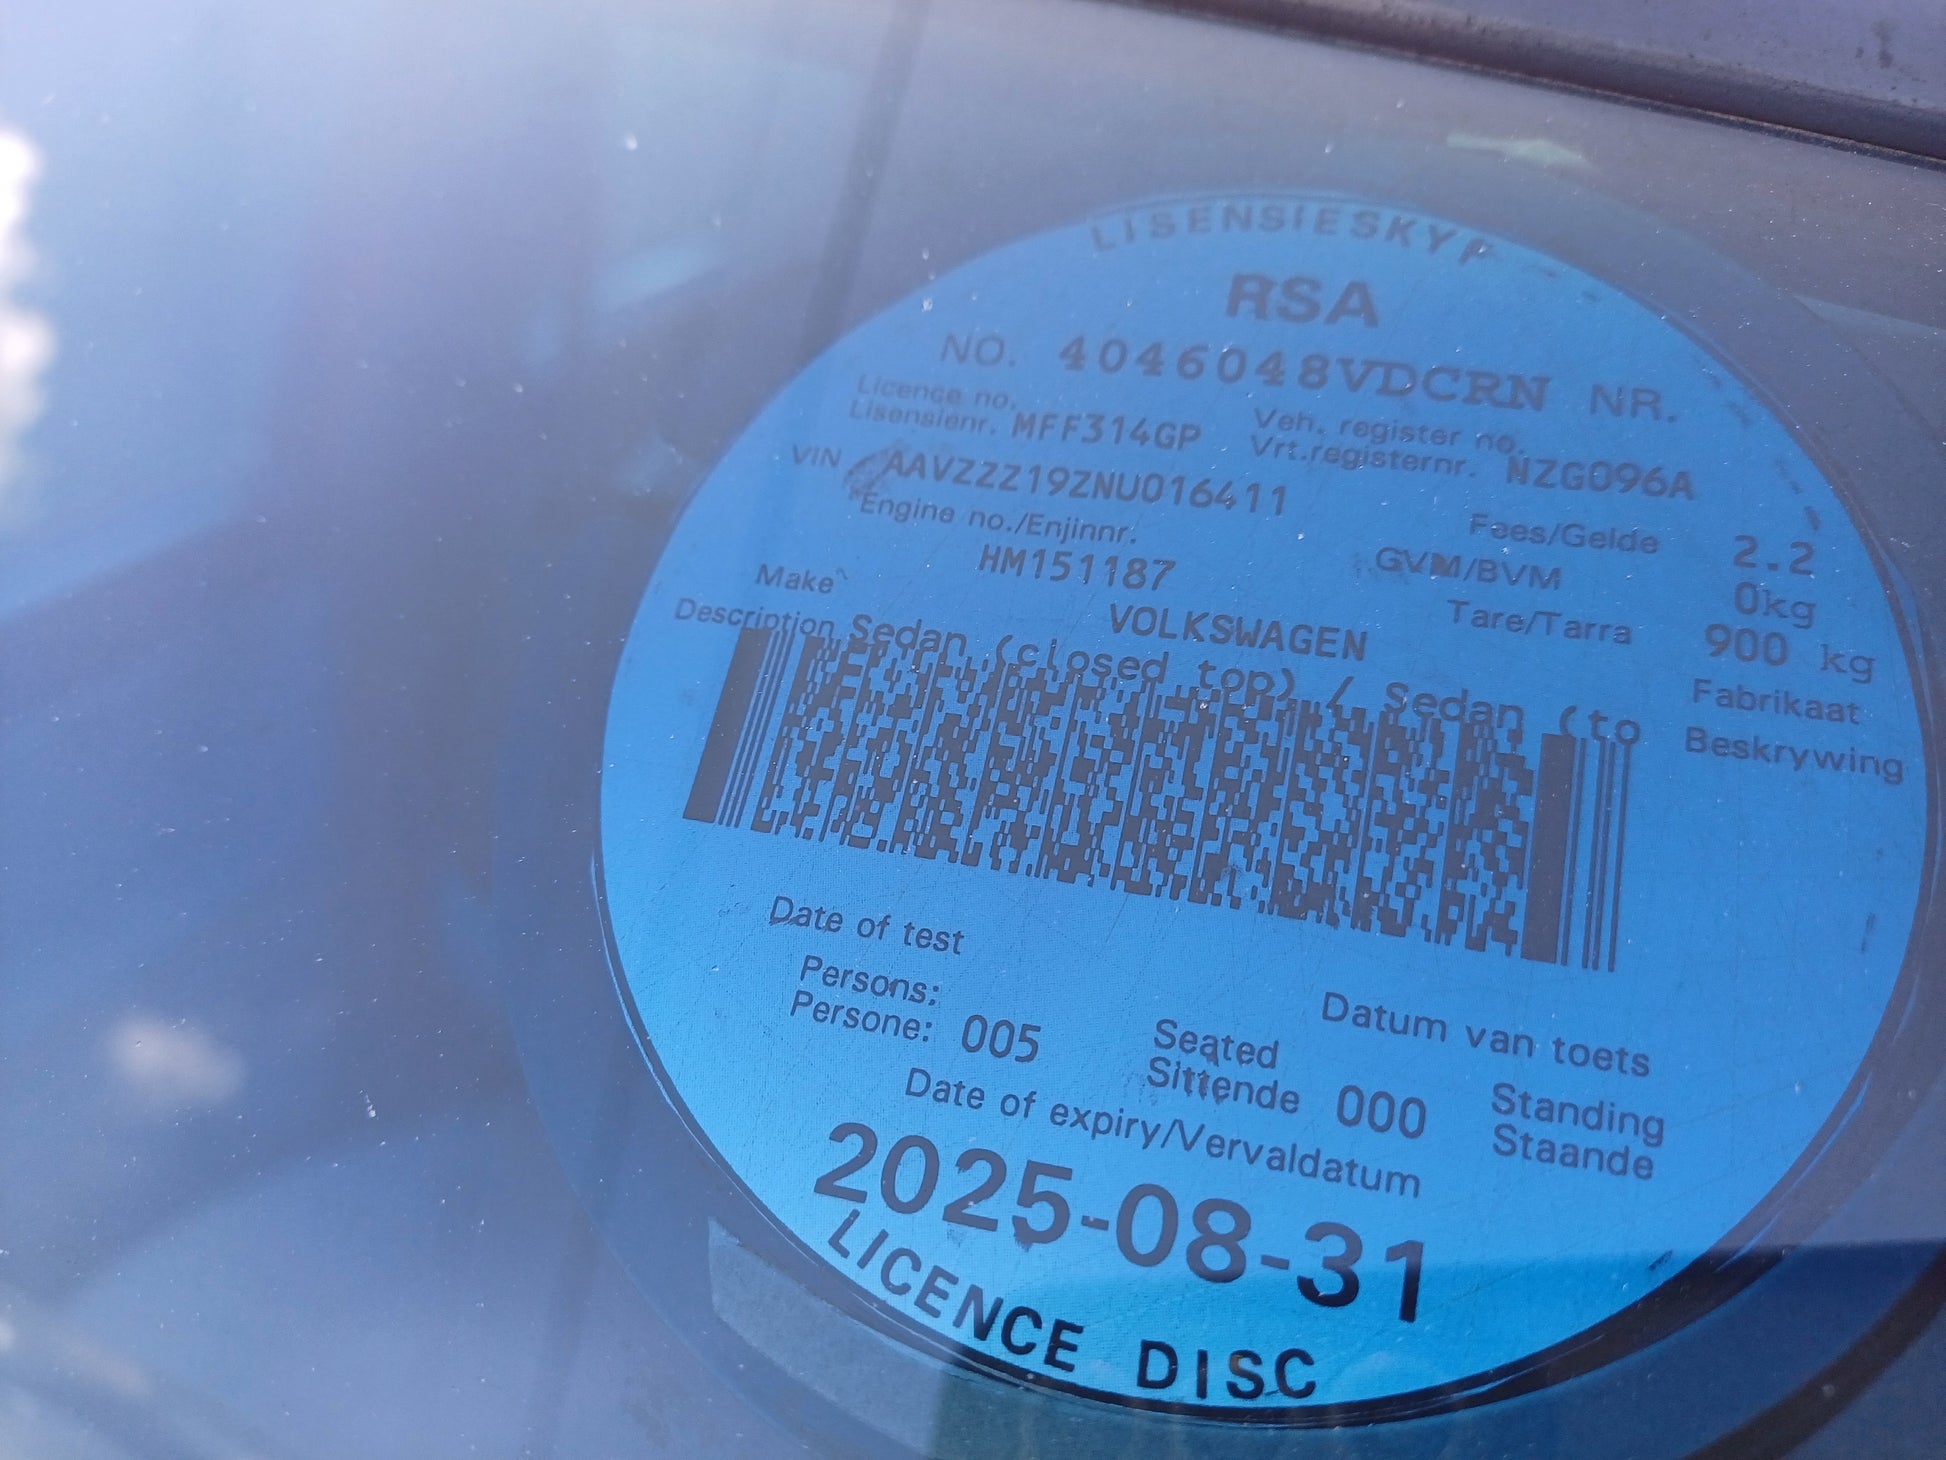 LISENSIESKYF
RSA
NO. 4046048VDCRN NR.
Licence no. Veh. register no.
Lisensienr. MFF314GP Vrt.registernr. NZG096A
VIN AAVZZZ19ZNU016411 Fees/Gelde 2.2
Engine no./Enjinnr. GVM/BVM 0kg
HM151187 Tare/Tarra 900 kg
Make VOLKSWAGEN Fabrikaat
Description Sedan (closed top) / Sedan (to Beskrywing
Date of test Datum van toets
Persons: Seated Standing
Persone: 005 Sittende 000 Staande
Date of expiry/Vervaldatum
2025-08-31
LICENCE DISC